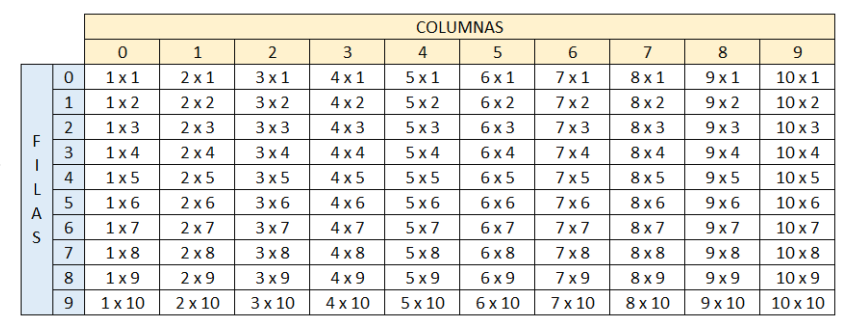 COLUMNAS
0 1 2 3 4 5 6 7 8 9
FILAS
0 1 x 1 2 x 1 3 x 1 4 x 1 5 x 1 6 x 1 7 x 1 8 x 1 9 x 1 10 x 1
1 1 x 2 2 x 2 3 x 2 4 x 2 5 x 2 6 x 2 7 x 2 8 x 2 9 x 2 10 x 2
2 1 x 3 2 x 3 3 x 3 4 x 3 5 x 3 6 x 3 7 x 3 8 x 3 9 x 3 10 x 3
3 1 x 4 2 x 4 3 x 4 4 x 4 5 x 4 6 x 4 7 x 4 8 x 4 9 x 4 10 x 4
4 1 x 5 2 x 5 3 x 5 4 x 5 5 x 5 6 x 5 7 x 5 8 x 5 9 x 5 10 x 5
5 1 x 6 2 x 6 3 x 6 4 x 6 5 x 6 6 x 6 7 x 6 8 x 6 9 x 6 10 x 6
6 1 x 7 2 x 7 3 x 7 4 x 7 5 x 7 6 x 7 7 x 7 8 x 7 9 x 7 10 x 7
7 1 x 8 2 x 8 3 x 8 4 x 8 5 x 8 6 x 8 7 x 8 8 x 8 9 x 8 10 x 8
8 1 x 9 2 x 9 3 x 9 4 x 9 5 x 9 6 x 9 7 x 9 8 x 9 9 x 9 10 x 9
9 1 x 10 2 x 10 3 x 10 4 x 10 5 x 10 6 x 10 7 x 10 8 x 10 9 x 10 10 x 10